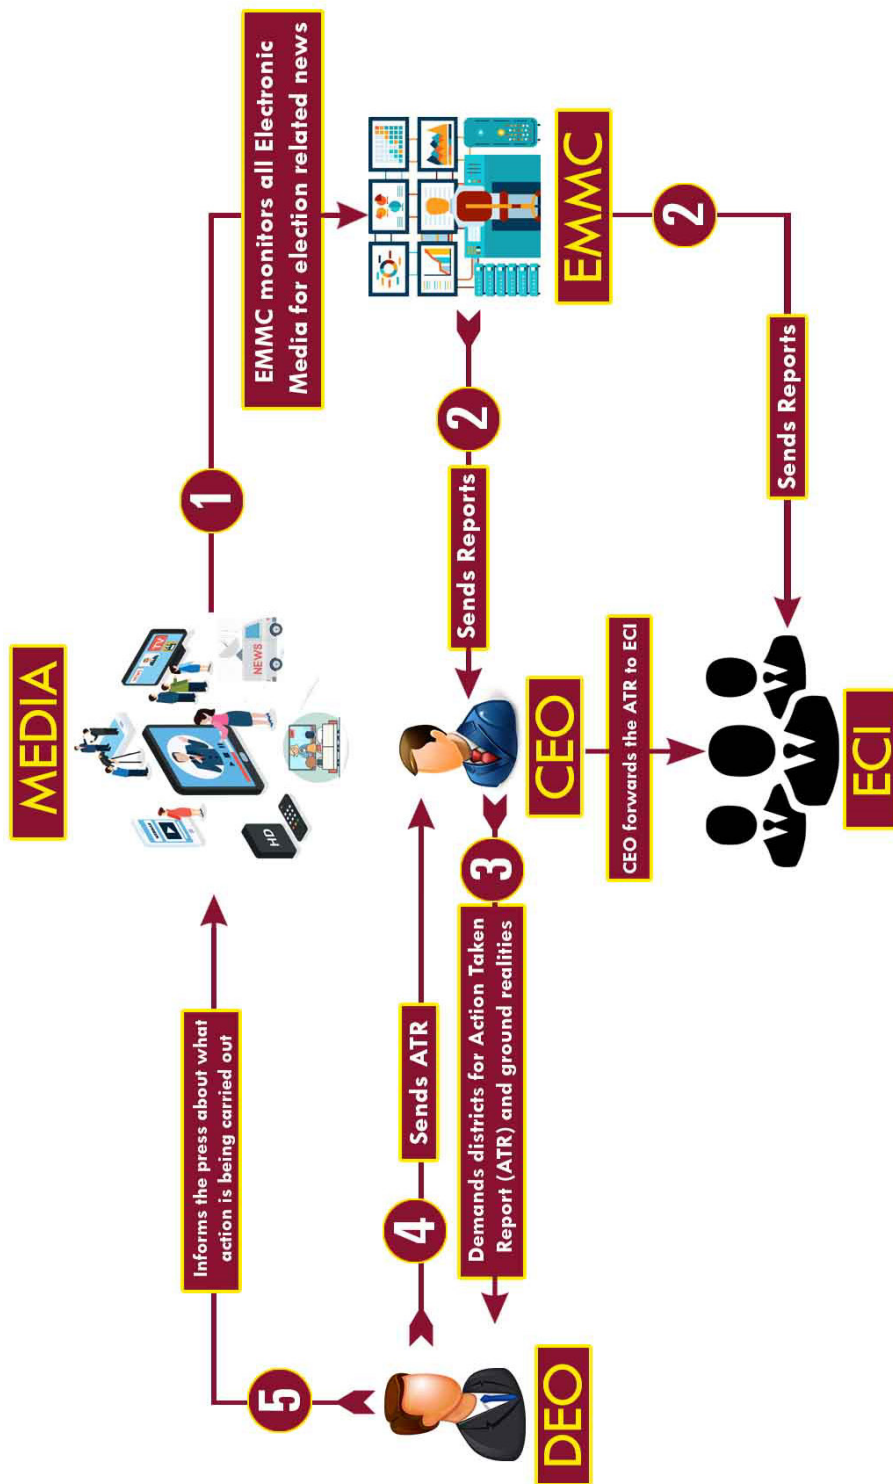 MEDIA
1
EMMC monitors all Electronic
Media for election related news
EMMC
2
Sends Reports
2
Sends Reports
CEO
3
Demands districts for Action Taken
Report (ATR) and ground realities
DEO
4
Sends ATR
5
Informs the press about what
action is being carried out
CEO forwards the ATR to ECI
ECI
NEWS
HD
TV